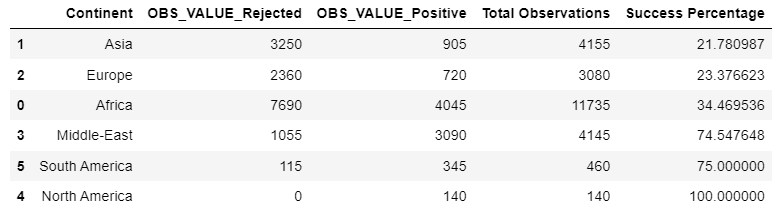 Continent OBS_VALUE_Rejected OBS_VALUE_Positive Total Observations Success Percentage
1 Asia 3250 905 4155 21.780987
2 Europe 2360 720 3080 23.376623
0 Africa 7690 4045 11735 34.469536
3 Middle-East 1055 3090 4145 74.547648
5 South America 115 345 460 75.000000
4 North America 0 140 140 100.000000